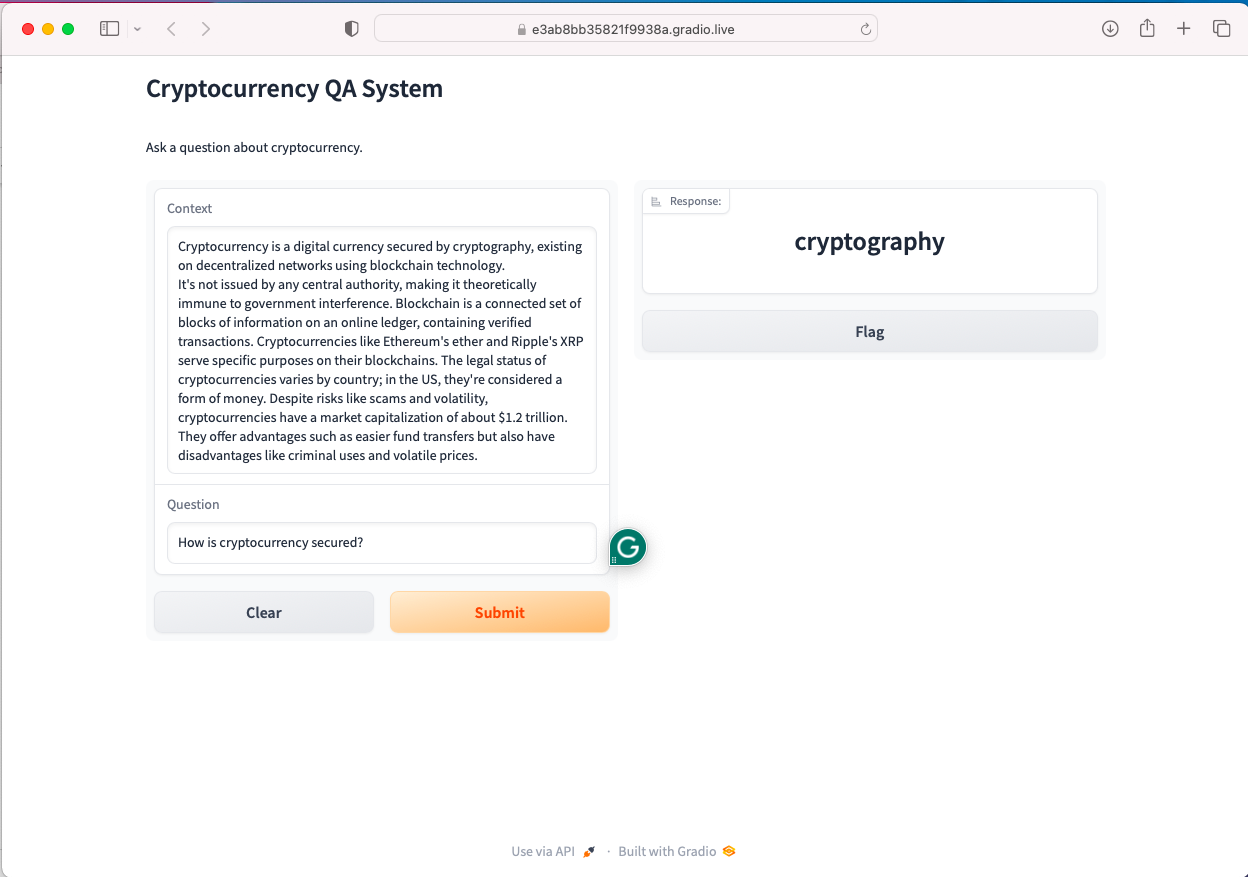 e3ab8bb35821f9938a.gradio.live
Cryptocurrency QA System
Ask a question about cryptocurrency.
Context
Cryptocurrency is a digital currency secured by cryptography, existing
on decentralized networks using blockchain technology.
It's not issued by any central authority, making it theoretically
immune to government interference. Blockchain is a connected set of
blocks of information on an online ledger, containing verified
transactions. Cryptocurrencies like Ethereum's ether and Ripple's XRP
serve specific purposes on their blockchains. The legal status of
cryptocurrencies varies by country; in the US, they're considered a
form of money. Despite risks like scams and volatility,
cryptocurrencies have a market capitalization of about $1.2 trillion.
They offer advantages such as easier fund transfers but also have
disadvantages like criminal uses and volatile prices.
Question
How is cryptocurrency secured?
Clear
Submit
Response:
cryptography
Flag
Use via API · Built with Gradio